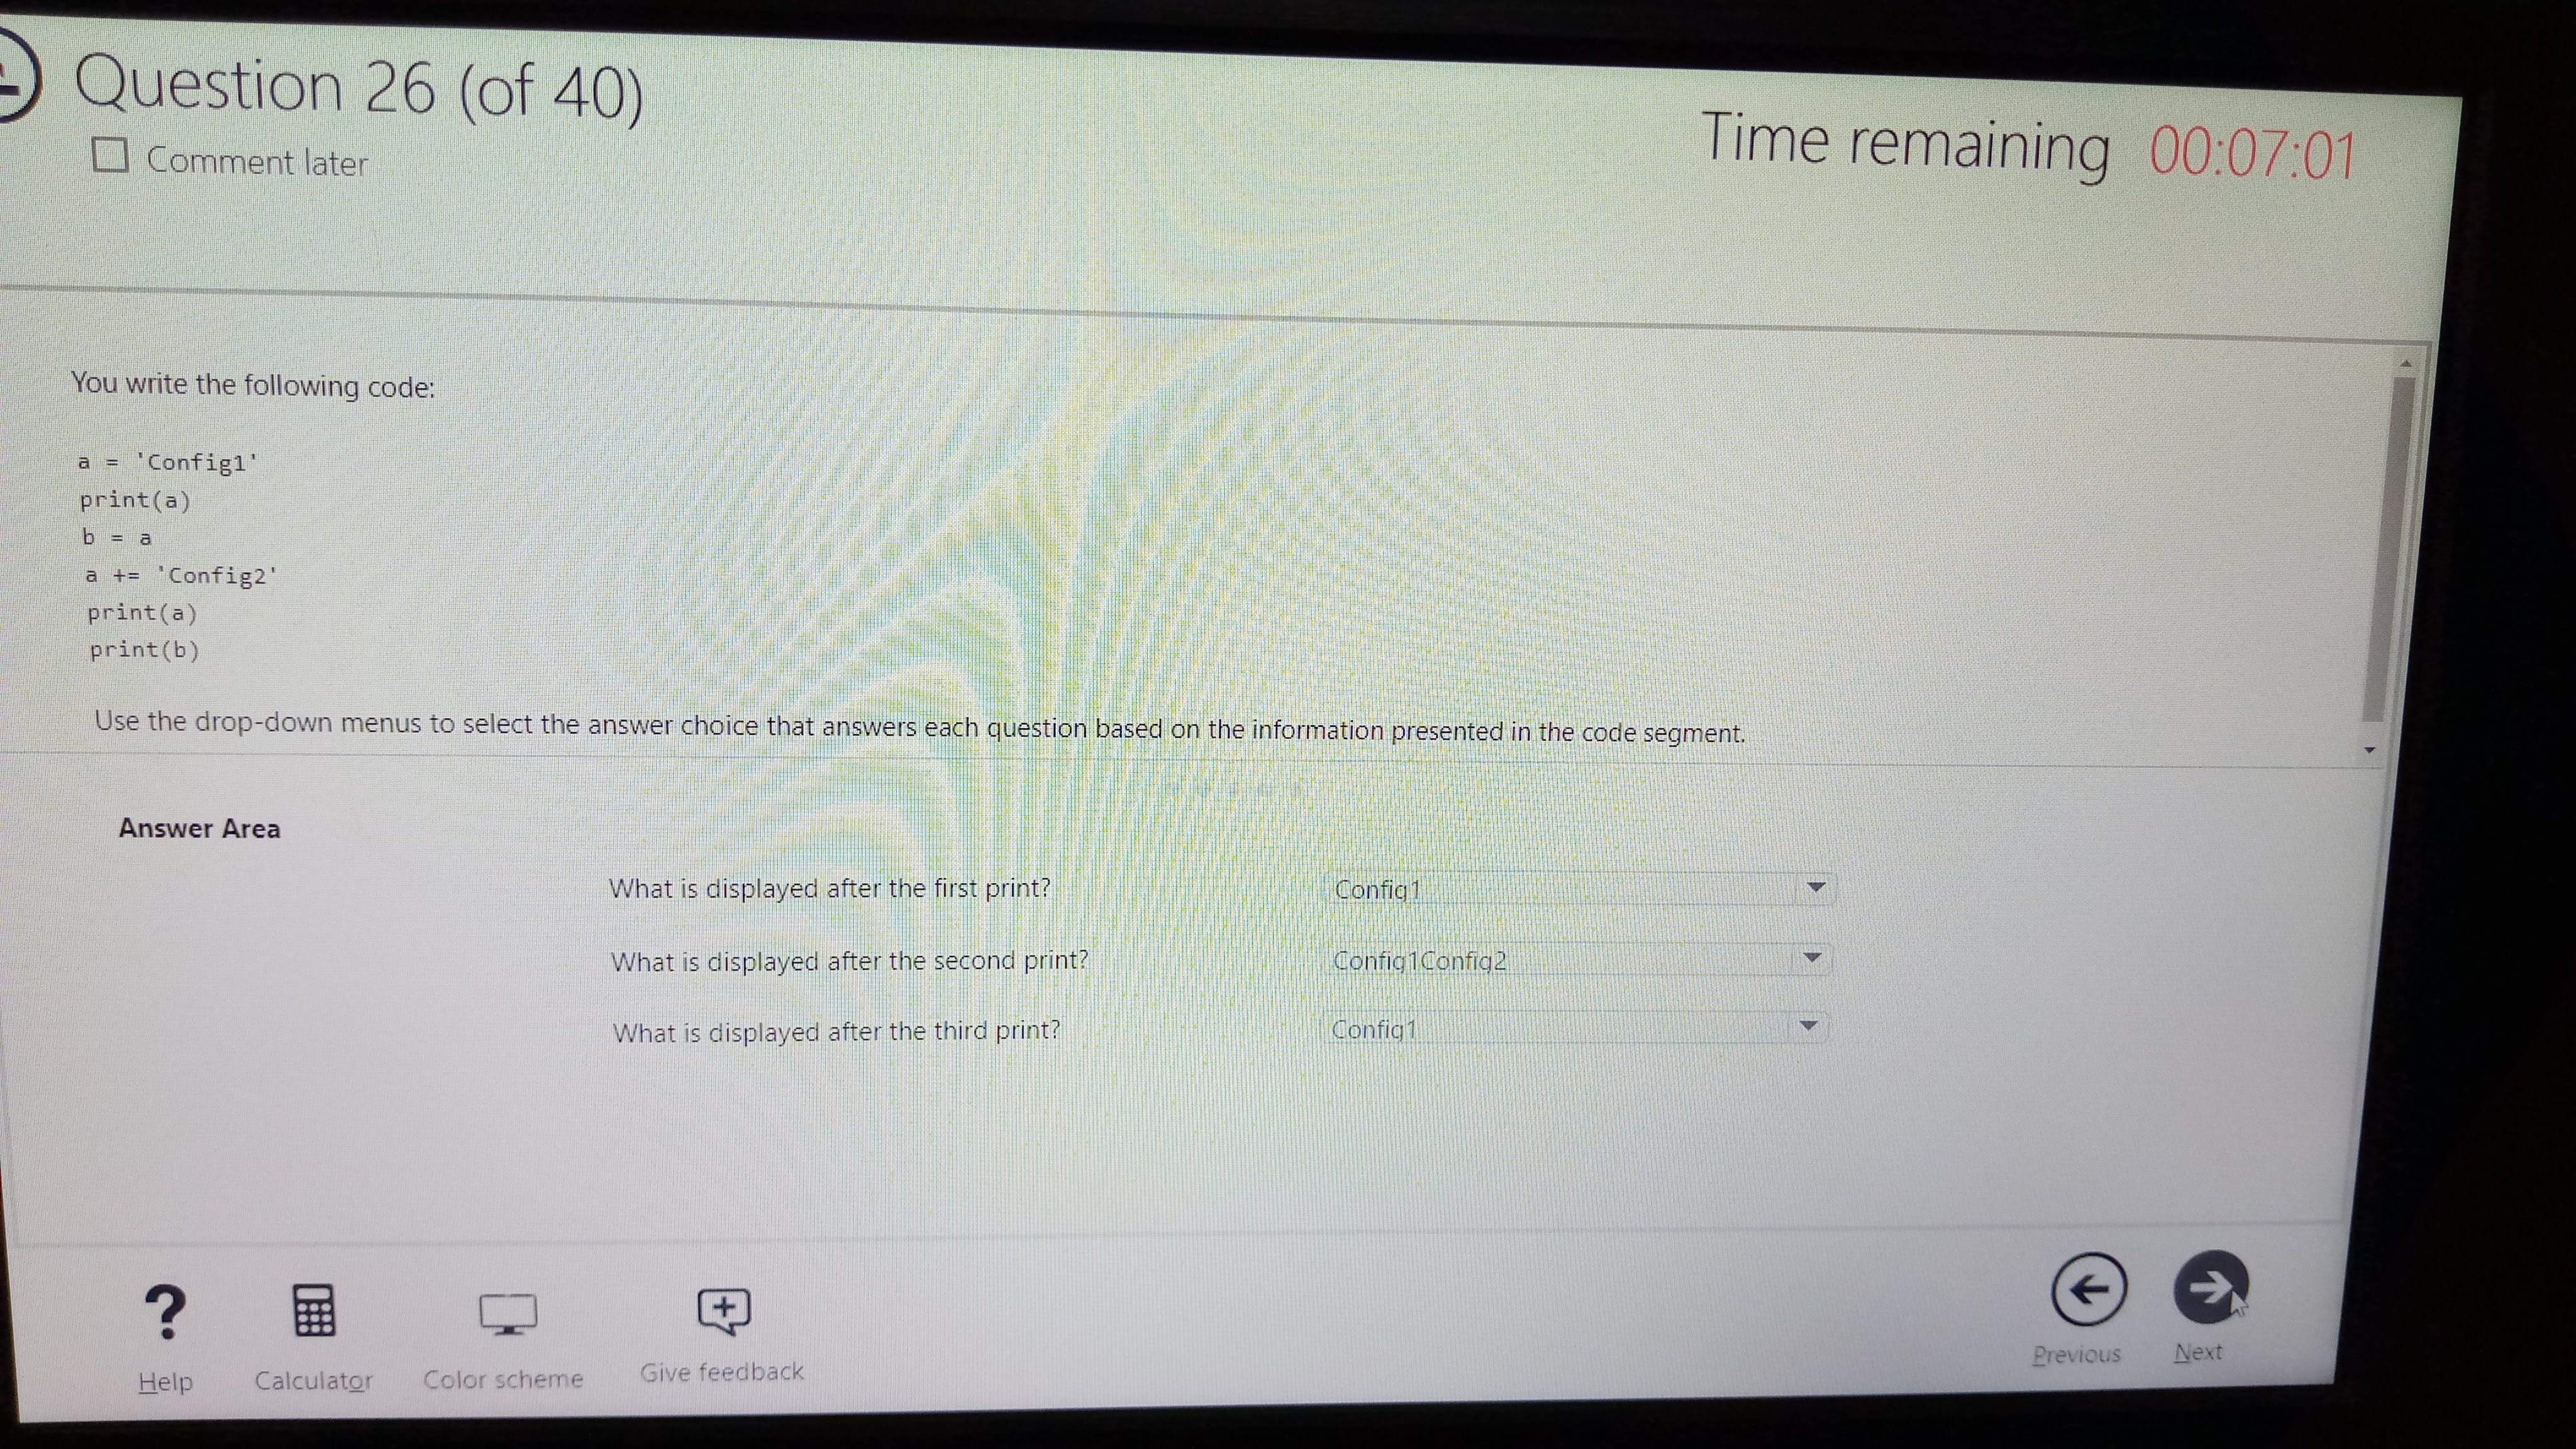 Question 26 (of 40)
Comment later
Time remaining 00:07:01
You write the following code:
a = 'Config1'
print(a)
b = a
a += 'Config2'
print(a)
print(b)
Use the drop-down menus to select the answer choice that answers each question based on the information presented in the code segment.
Answer Area
What is displayed after the first print? Config1
What is displayed after the second print? Config1Config2
What is displayed after the third print? Config1
Help
Calculator
Color scheme
Give feedback
Previous
Next